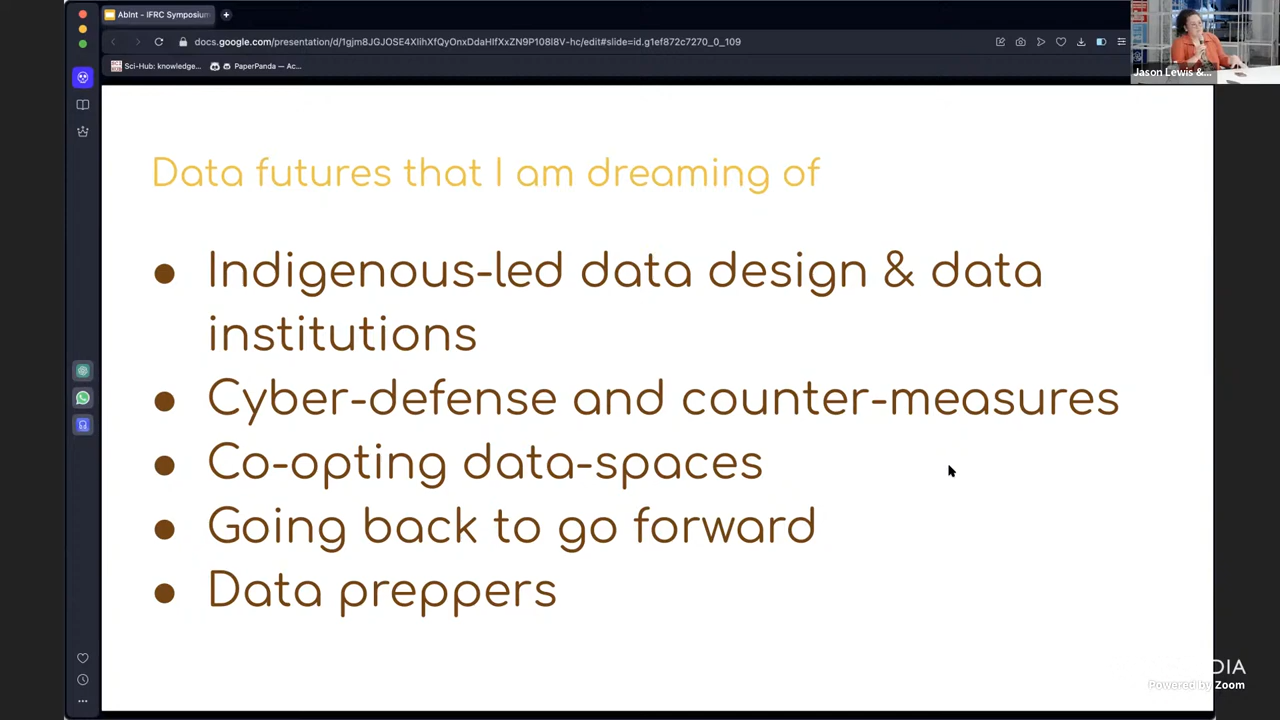 AbInt - IFRC Symposium
docs.google.com/presentation/d/1gjm8JGJOSE4XlihXfQyOnxDdaHIfXxZN9P108I8V-hc/edit#slide=id.g1ef872c7270_0_109
Sci-Hub: knowledge...
PaperPanda — Ac...
Jason Lewis &...
Data futures that I am dreaming of
● Indigenous-led data design & data
institutions
● Cyber-defense and counter-measures
● Co-opting data-spaces
● Going back to go forward
● Data preppers
Powered by Zoom